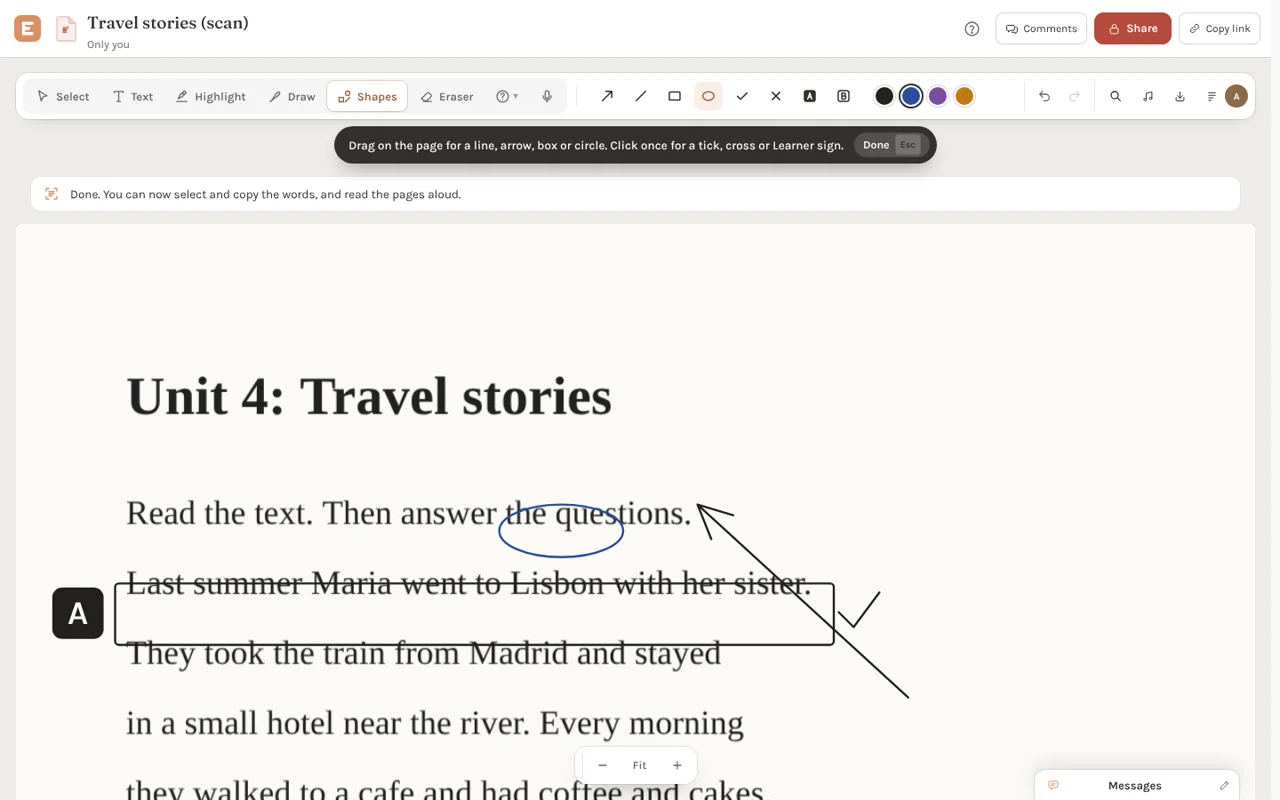 E
Travel stories (scan)
Only you
Comments
Share
Copy link
Select
Text
Highlight
Draw
Shapes
Eraser
A
B
A
Drag on the page for a line, arrow, box or circle. Click once for a tick, cross or Learner sign.
Done
Esc
Done. You can now select and copy the words, and read the pages aloud.
Unit 4: Travel stories
Read the text. Then answer the questions.
Last summer Maria went to Lisbon with her sister.
A
They took the train from Madrid and stayed
in a small hotel near the river. Every morning
they walked to a cafe and had coffee and cakes.
Fit
Messages